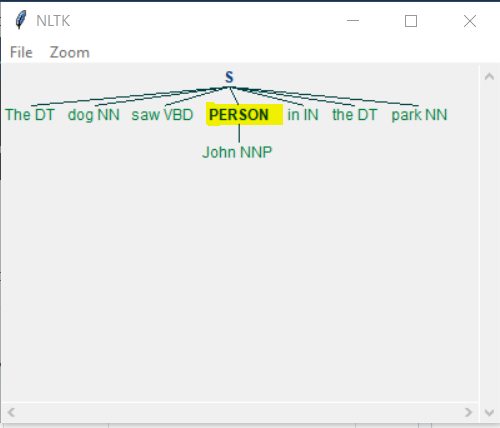 NLTK
File Zoom
S
The DT dog NN saw VBD PERSON in IN the DT park NN
John NNP